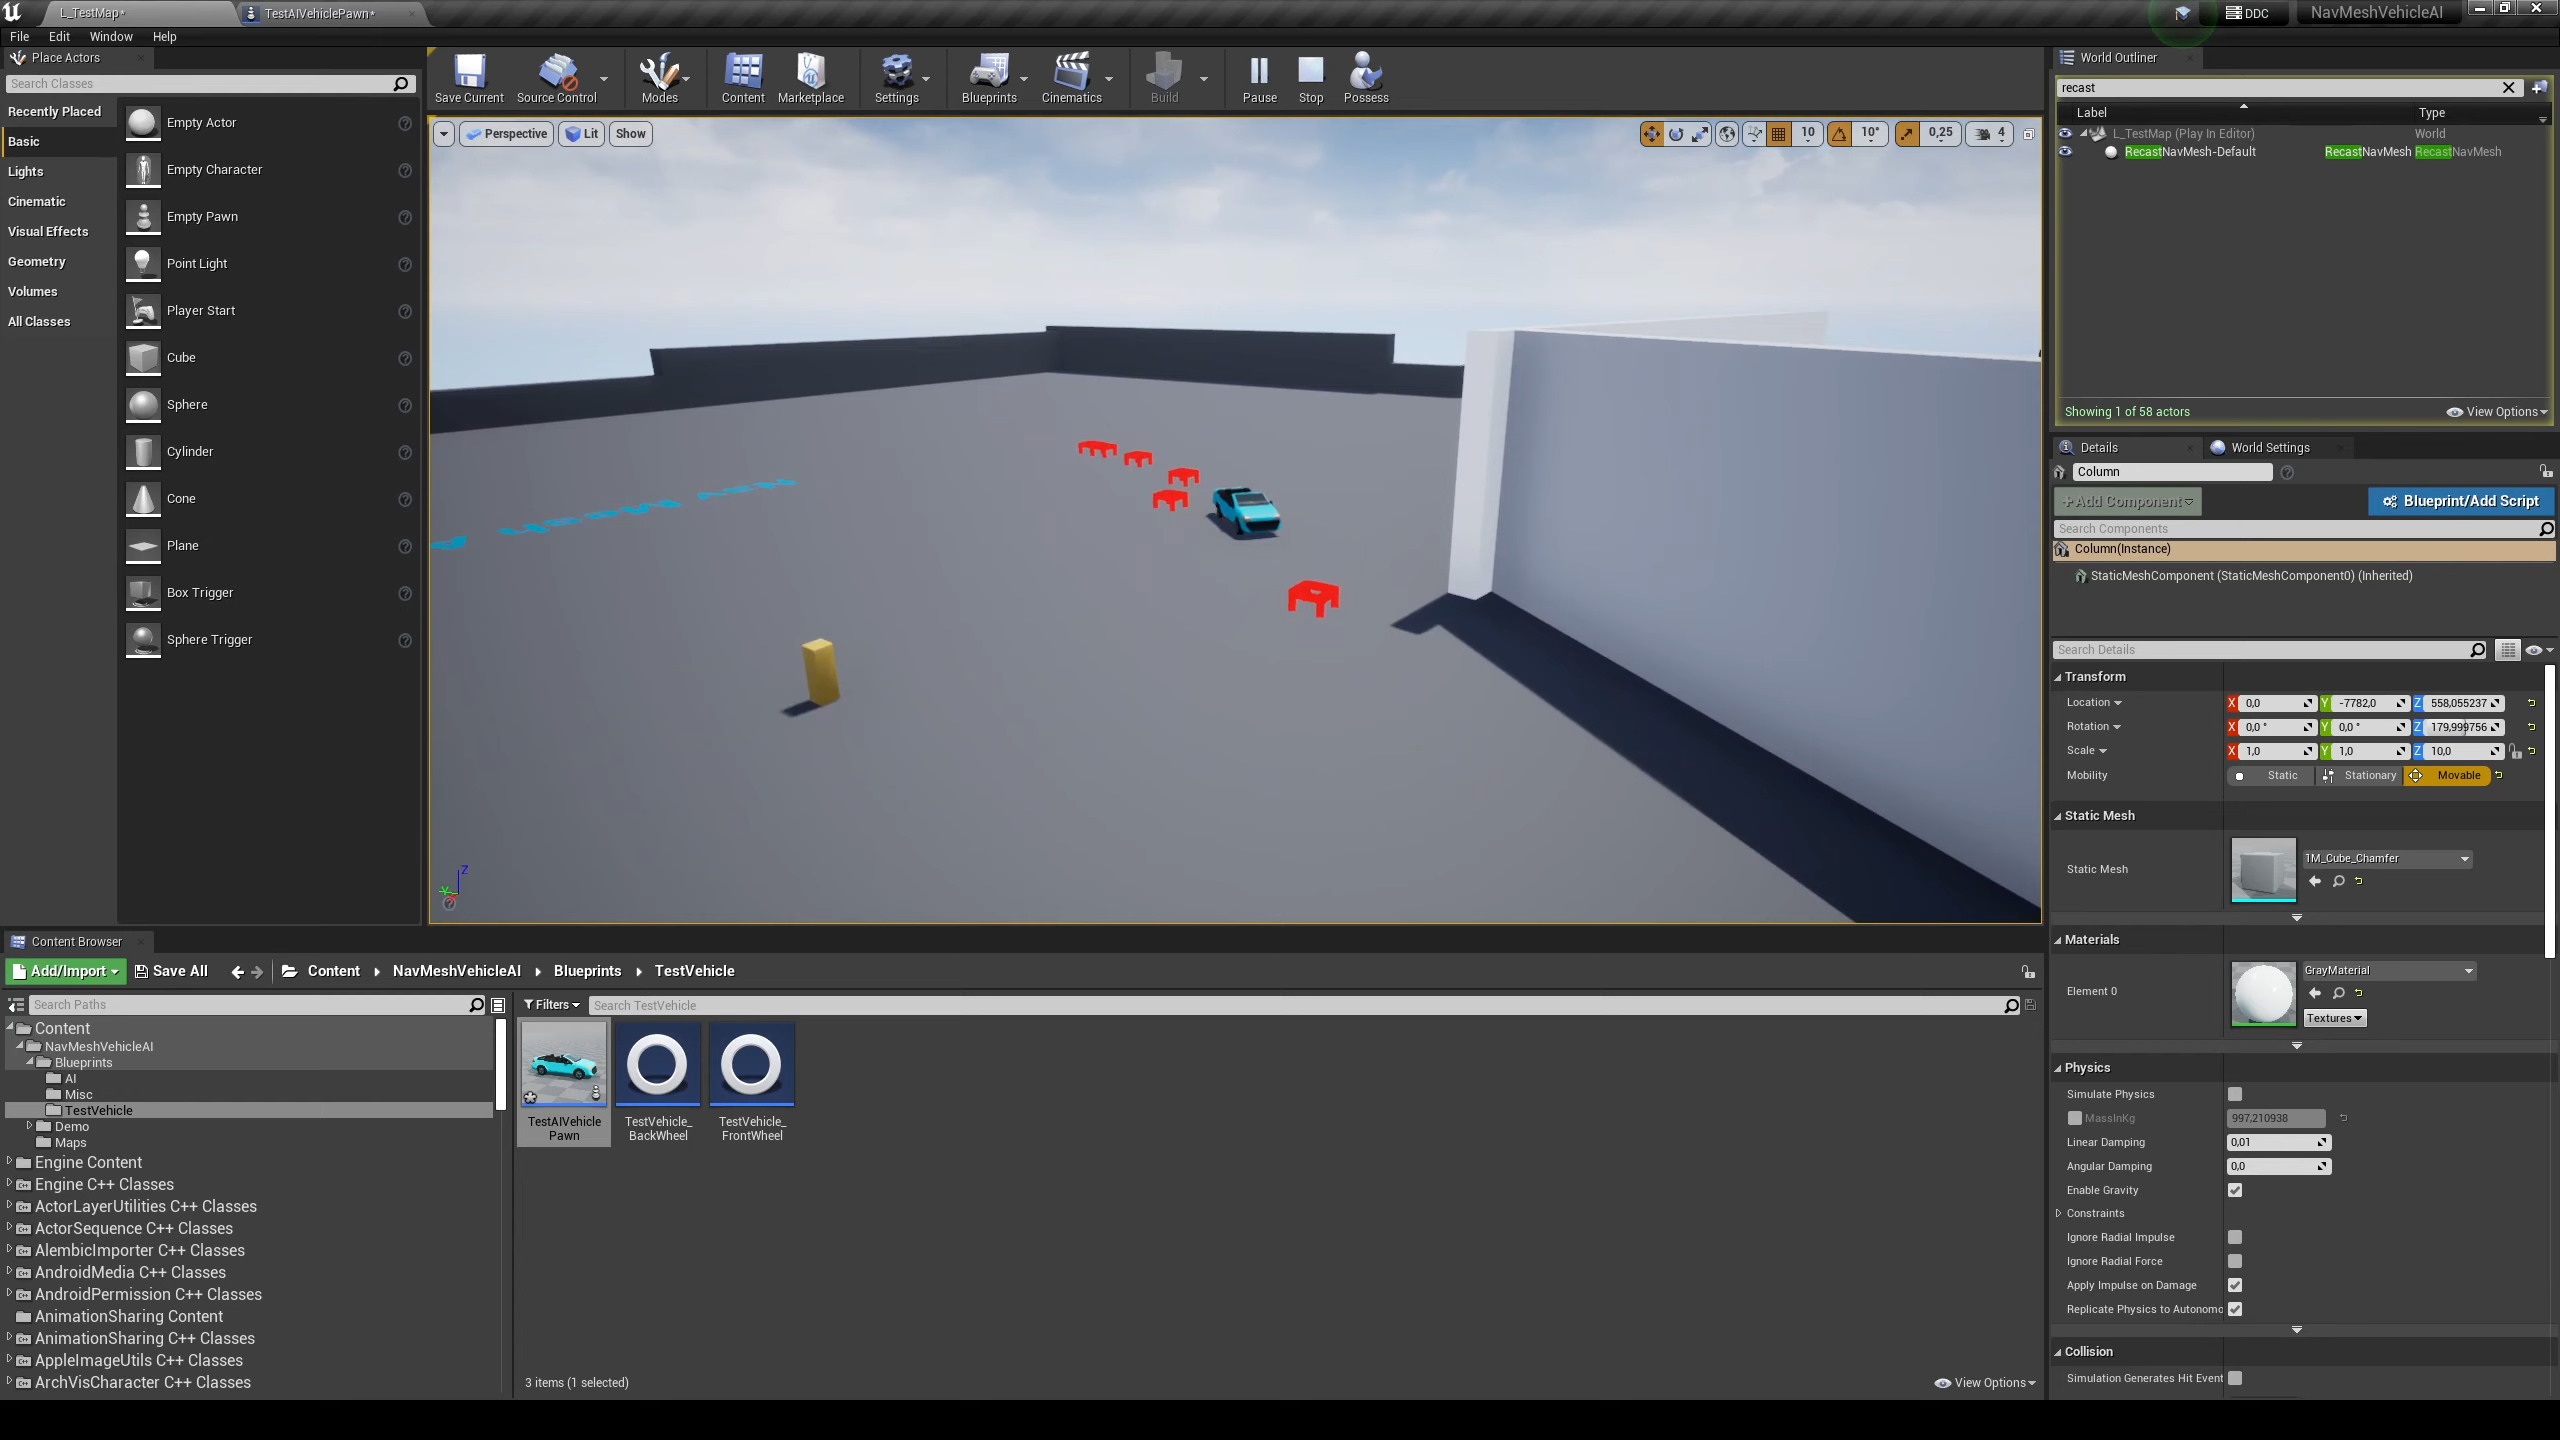 L_TestMap*
TestAIVehiclePawn*
DDC
NavMeshVehicleAI
File Edit Window Help
Place Actors
Search Classes
Recently Placed
Basic
Lights
Cinematic
Visual Effects
Geometry
Volumes
All Classes
Empty Actor
Empty Character
Empty Pawn
Point Light
Player Start
Cube
Sphere
Cylinder
Cone
Plane
Box Trigger
Sphere Trigger
Save Current
Source Control
Modes
Content
Marketplace
Settings
Blueprints
Cinematics
Build
Pause
Stop
Possess
Perspective
Lit
Show
10
10°
0,25
4
Z
World Outliner
recast
Label Type
L_TestMap (Play In Editor) World
RecastNavMesh-Default RecastNavMesh RecastNavMesh
Showing 1 of 58 actors
View Options
Details
World Settings
Column
+Add Component
Blueprint/Add Script
Search Components
Column(Instance)
StaticMeshComponent (StaticMeshComponent0) (Inherited)
Search Details
Transform
Location X 0,0 Y -7782,0 Z 558,055237
Rotation X 0,0 ° Y 0,0 ° Z 179,999756
Scale X 1,0 Y 1,0 Z 10,0
Mobility Static Stationary Movable
Static Mesh
Static Mesh
1M_Cube_Chamfer
Materials
Element 0
GrayMaterial
Textures
Physics
Simulate Physics
MassInKg 997,210938
Linear Damping 0,01
Angular Damping 0,0
Enable Gravity
Constraints
Ignore Radial Impulse
Ignore Radial Force
Apply Impulse on Damage
Replicate Physics to Autonomo
Collision
Simulation Generates Hit Event
Content Browser
Add/Import
Save All
Content
NavMeshVehicleAI
Blueprints
TestVehicle
Search Paths
Content
NavMeshVehicleAI
Blueprints
AI
Misc
TestVehicle
Demo
Maps
Engine Content
Engine C++ Classes
ActorLayerUtilities C++ Classes
ActorSequence C++ Classes
AlembicImporter C++ Classes
AndroidMedia C++ Classes
AndroidPermission C++ Classes
AnimationSharing Content
AnimationSharing C++ Classes
AppleImageUtils C++ Classes
ArchVisCharacter C++ Classes
Filters
Search TestVehicle
TestAIVehicle
Pawn
TestVehicle_
BackWheel
TestVehicle_
FrontWheel
3 items (1 selected)
View Options